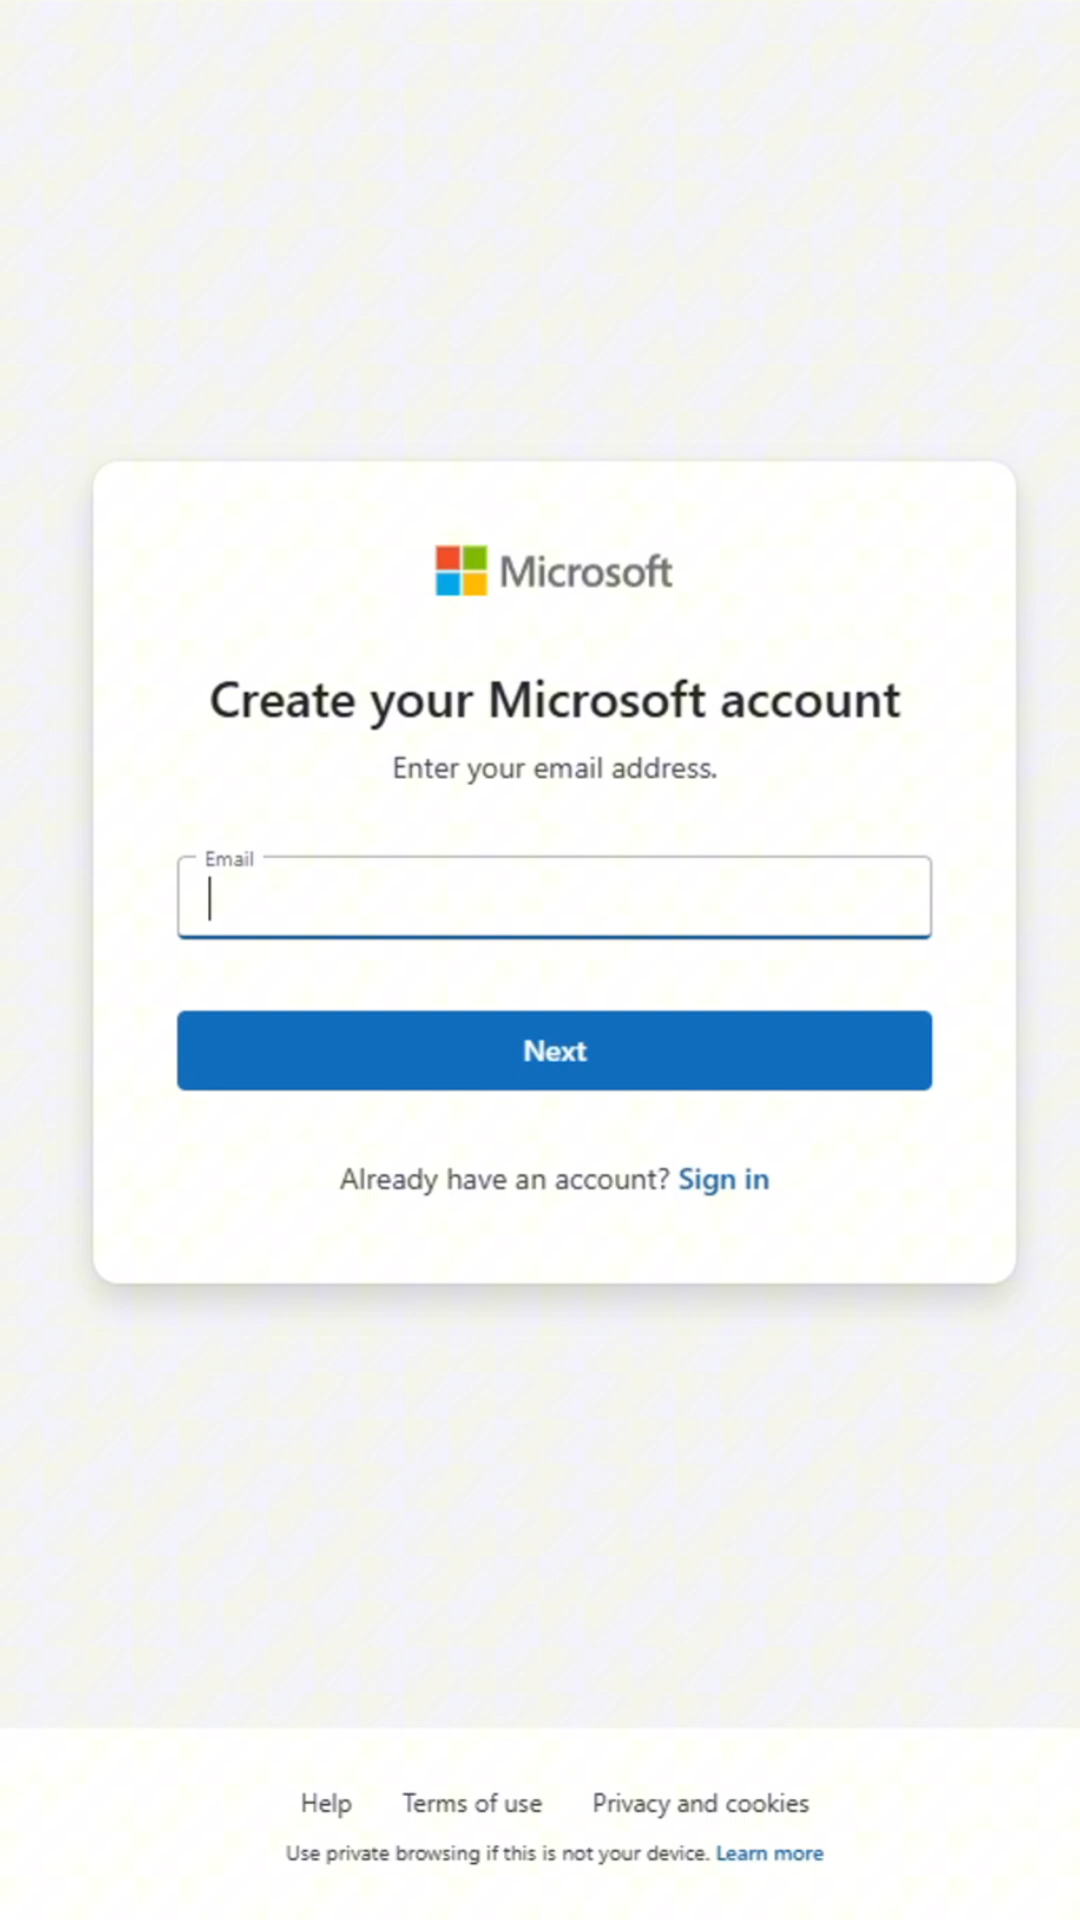 Microsoft
Create your Microsoft account
Enter your email address.
Email
Next
Already have an account? Sign in
Help Terms of use Privacy and cookies
Use private browsing if this is not your device. Learn more